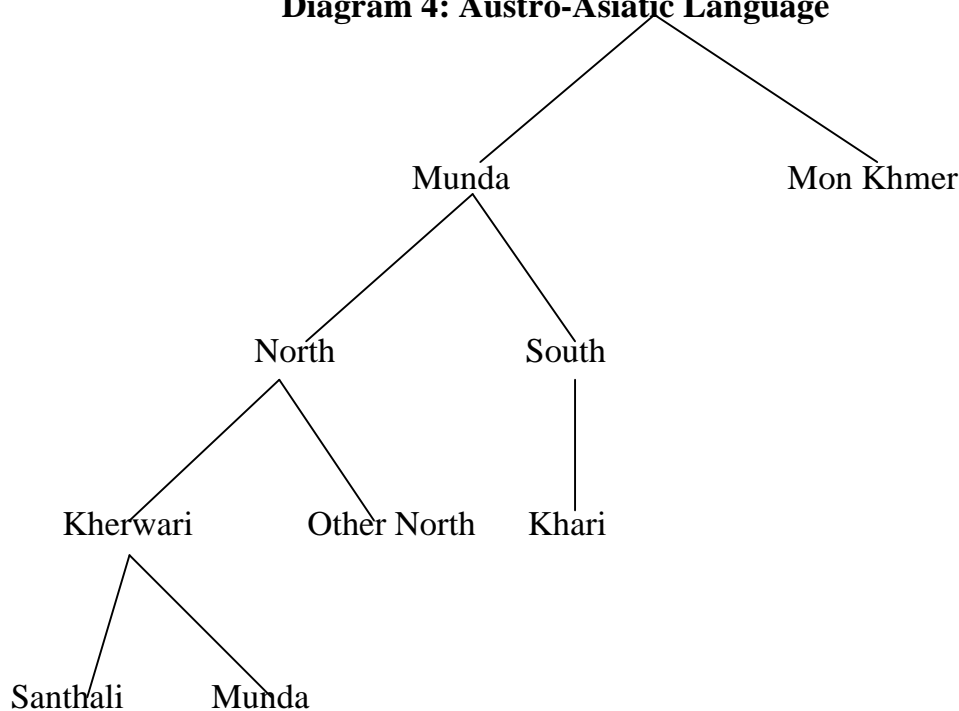 Diagram 4: Austro-Asiatic Language
Munda Mon Khmer
North South
Kherwari Other North Khari
Santhali Munda